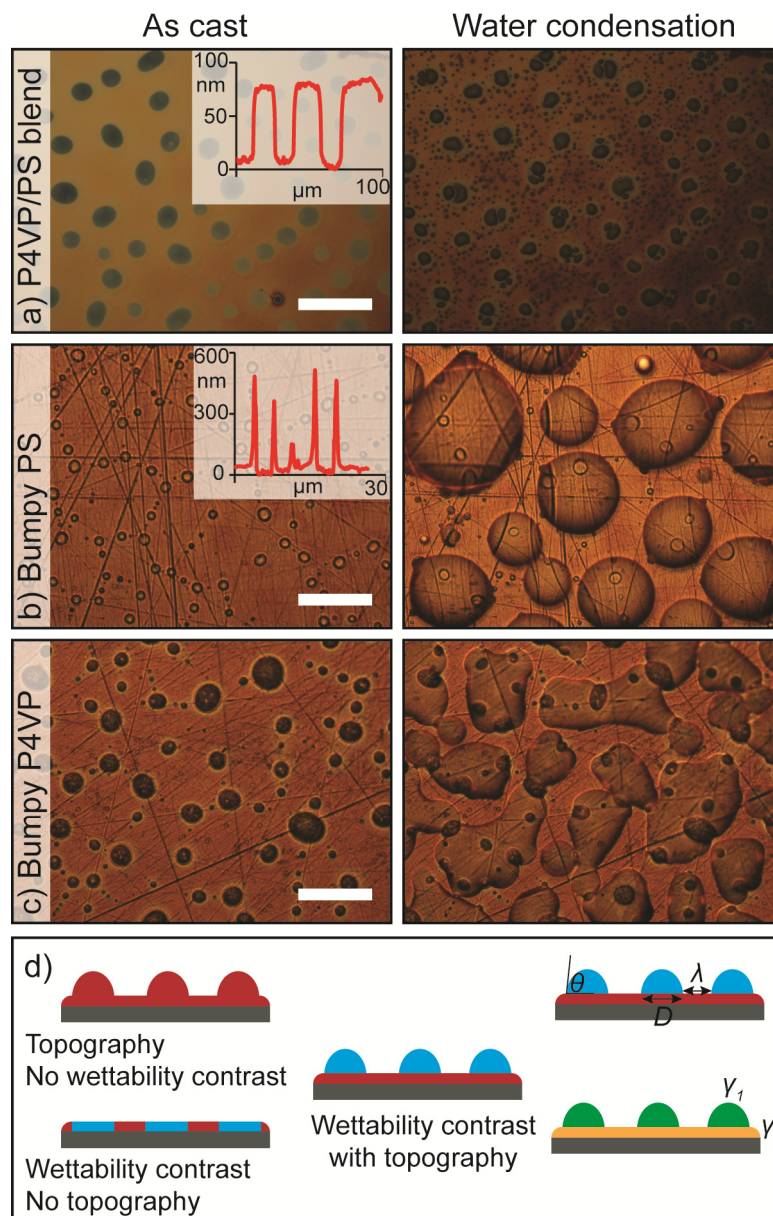 As cast
Water condensation
a) P4VP/PS blend
100
nm
50
0
µm
100
b) Bumpy PS
600
nm
300
0
µm
30
c) Bumpy P4VP
d)
Topography
No wettability contrast
Wettability contrast
No topography
Wettability contrast
with topography
θ
λ
D
γ1
γ